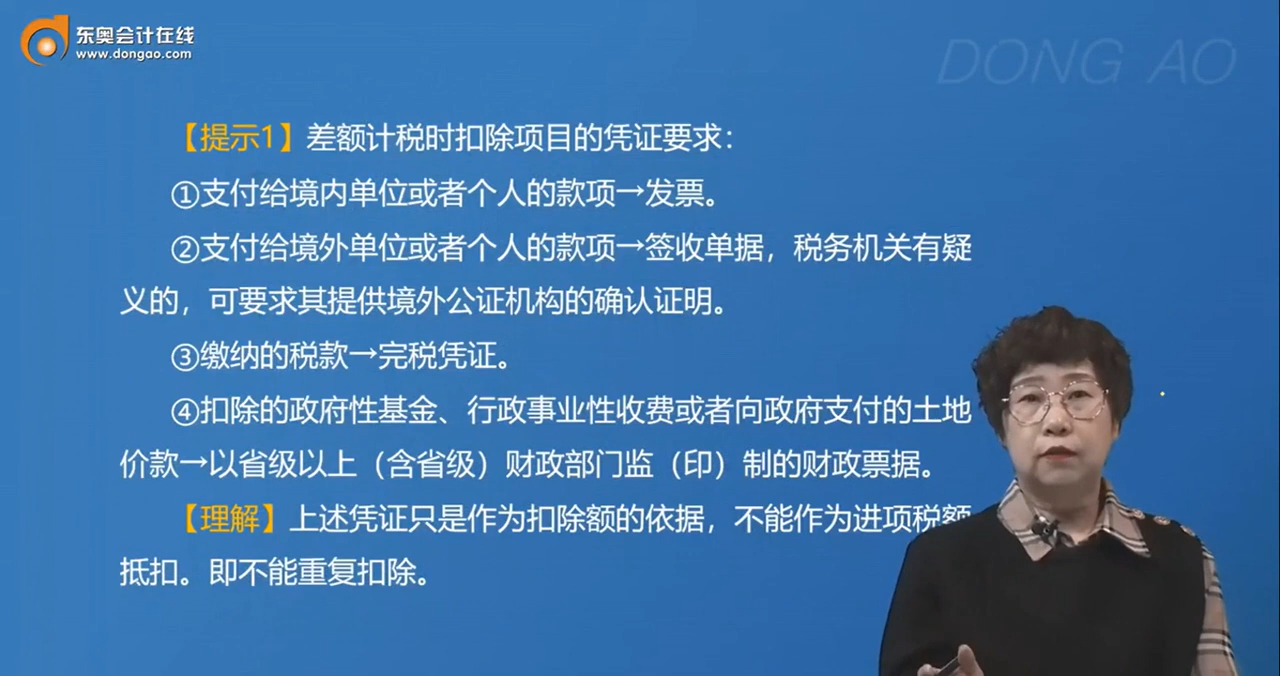 东奥会计在线
www.dongao.com
DONG AO
【提示1】差额计税时扣除项目的凭证要求：
①支付给境内单位或者个人的款项→发票。
②支付给境外单位或者个人的款项→签收单据，税务机关有疑
义的，可要求其提供境外公证机构的确认证明。
③缴纳的税款→完税凭证。
④扣除的政府性基金、行政事业性收费或者向政府支付的土地
价款→以省级以上（含省级）财政部门监（印）制的财政票据。
【理解】上述凭证只是作为扣除额的依据，不能作为进项税额
抵扣。即不能重复扣除。